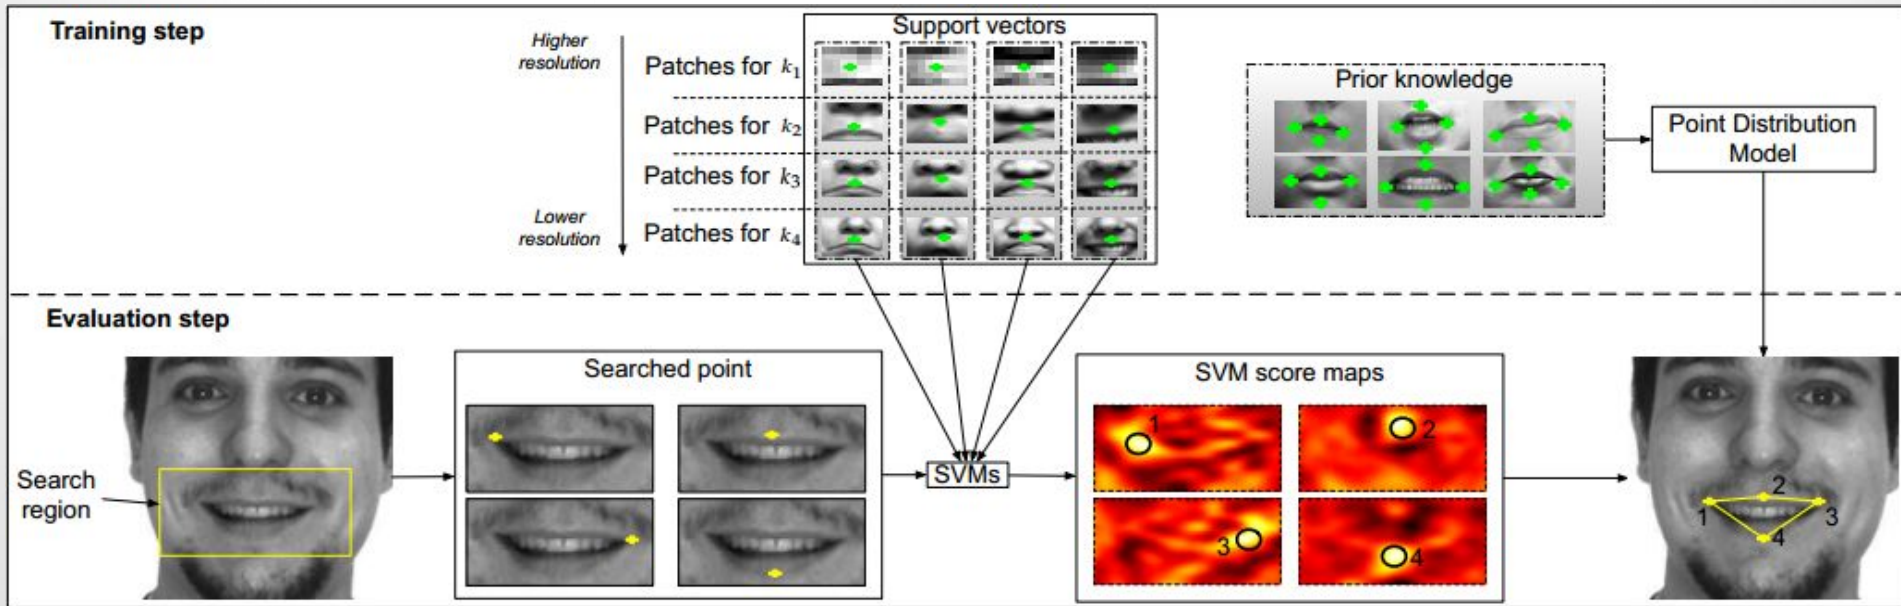 Training step
Higher
resolution
Lower
resolution
Support vectors
Patches for k₁
Patches for k₂
Patches for k₃
Patches for k₄
Prior knowledge
Point Distribution
Model
Evaluation step
Search
region
Searched point
SVMs
SVM score maps
1
2
3
4
1
2
3
4